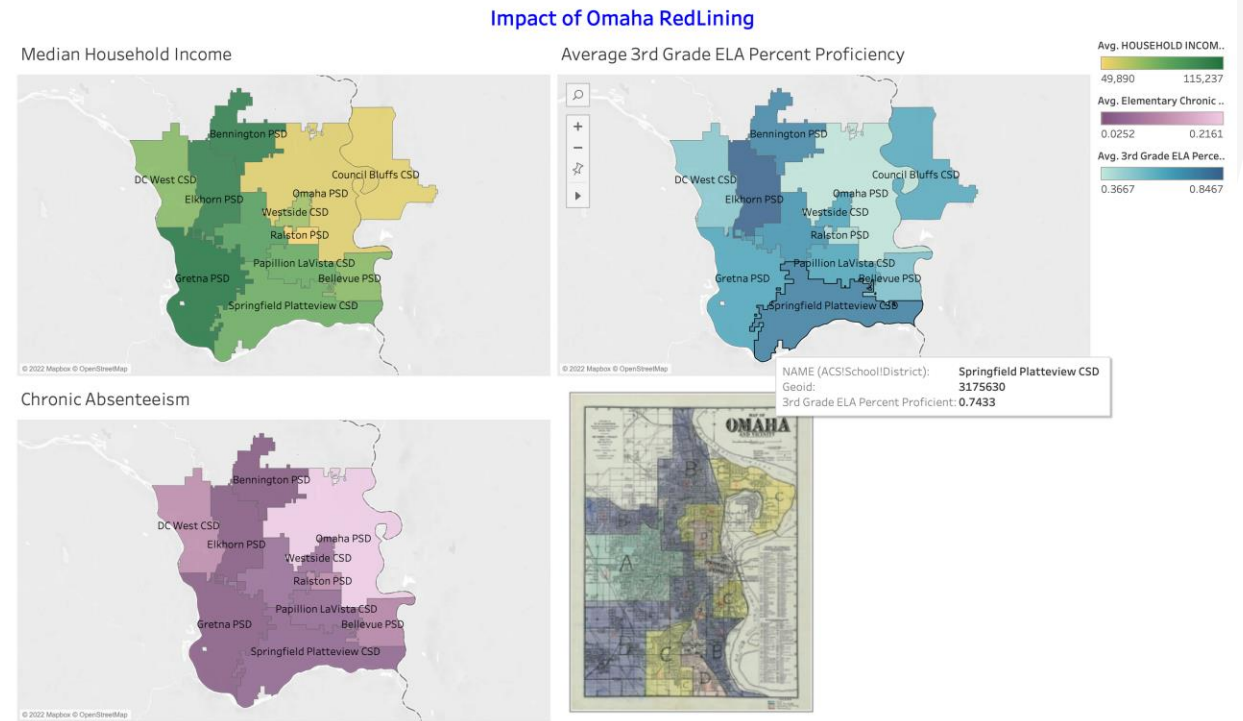 Impact of Omaha RedLining
Median Household Income
Bennington PSD
DC West CSD
Council Bluffs CSD
Elkhorn PSD
Omaha PSD
Westside CSD
Ralston PSD
Papillion LaVista CSD
Gretna PSD
Bellevue PSD
Springfield Platteview CSD
© 2022 Mapbox © OpenStreetMap
Average 3rd Grade ELA Percent Proficiency
Bennington PSD
DC West CSD
Council Bluffs CSD
Elkhorn PSD
Omaha PSD
Westside CSD
Ralston PSD
Papillion LaVista CSD
Gretna PSD
Bellevue PSD
Springfield Platteview CSD
© 2022 Mapbox © OpenStreetMap
NAME (ACS!School!District): Springfield Platteview CSD
Geoid: 3175630
3rd Grade ELA Percent Proficient: 0.7433
Avg. HOUSEHOLD INCOM..
49,890 115,237
Avg. Elementary Chronic ..
0.0252 0.2161
Avg. 3rd Grade ELA Perce..
0.3667 0.8467
Chronic Absenteeism
Bennington PSD
DC West CSD
Elkhorn PSD
Omaha PSD
Westside CSD
Ralston PSD
Papillion LaVista CSD
Gretna PSD
Bellevue PSD
Springfield Platteview CSD
© 2022 Mapbox © OpenStreetMap
MAP OF
OMAHA
AND VICINITY
B
C
B
D
A
B
C
A
C
B
D